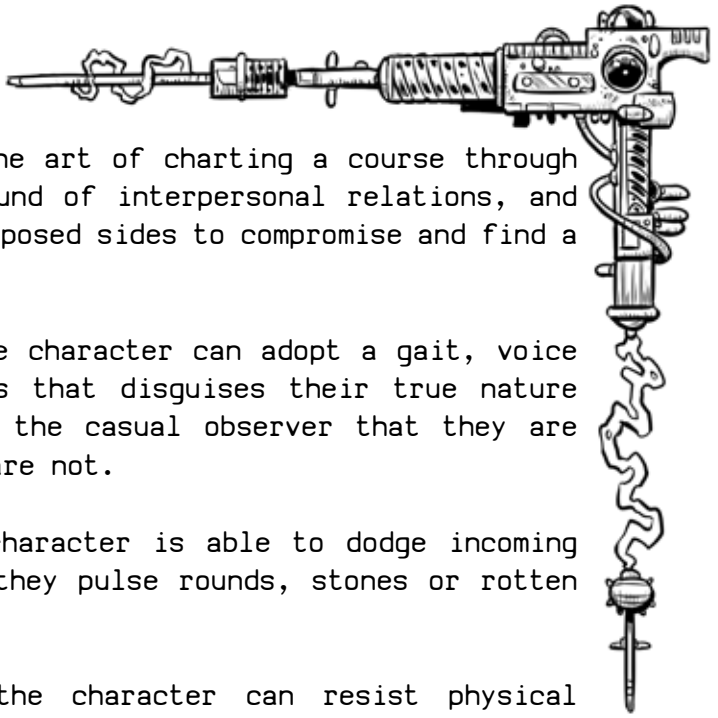 ne art of charting a course through
und of interpersonal relations, and
posed sides to compromise and find a
e character can adopt a gait, voice
s that disguises their true nature
the casual observer that they are
are not.
character is able to dodge incoming
they pulse rounds, stones or rotten
the character can resist physical